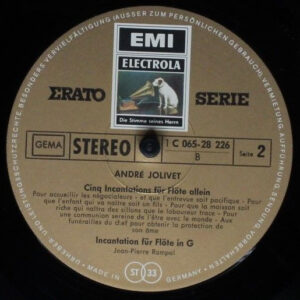 EMI
ELECTROLA
Die Stimme seines Herrn
ERATO SERIE
GEMA STEREO 1 C 065-28 226
B Seite 2
ANDRÉ JOLIVET
Cinq Incantations für Flöte allein
Pour accueillir les négociateurs - et que l'entrevue soit pacifique - Pour
que l'enfant qui va naître soit un fils - Pour que la moisson soit
riche qui naîtra des sillons que le laboureur trace - Pour
une communion sereine de l'être avec le monde - Aux
funérailles du chef pour obtenir la protection de
son âme
Incantation für Flöte in G
Jean-Pierre Rampal
ST 33
MADE IN GERMANY